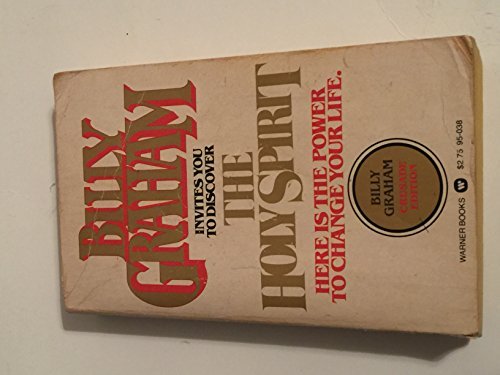 BILLY
GRAHAM
INVITES YOU
TO DISCOVER
THE
HOLY SPIRIT
HERE IS THE POWER
TO CHANGE YOUR LIFE.
BILLY
GRAHAM
CRUSADE
EDITION
WARNER BOOKS W $2.75 95-038